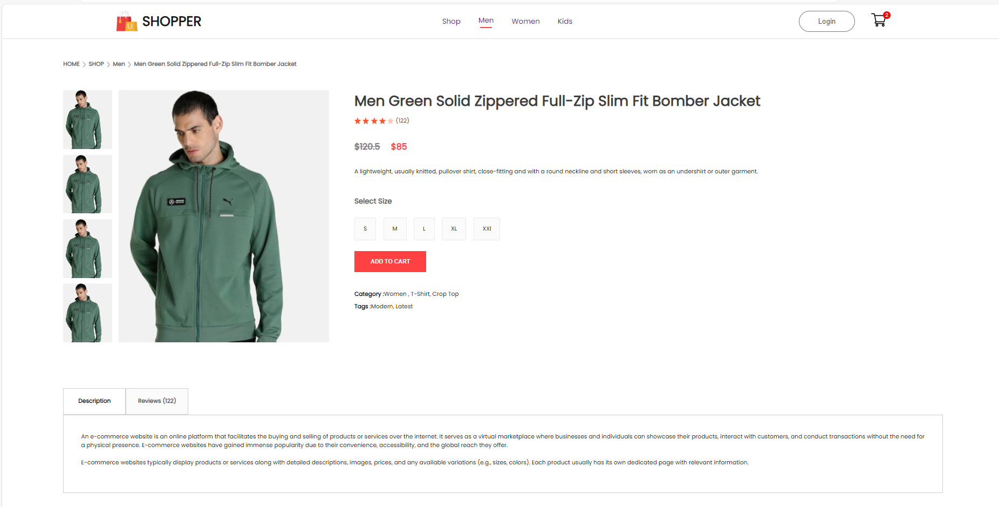 SHOPPER
Shop Men Women Kids
Login 2
HOME > SHOP > Men > Men Green Solid Zippered Full-Zip Slim Fit Bomber Jacket
Men Green Solid Zippered Full-Zip Slim Fit Bomber Jacket
(122)
$120.5 $85
A lightweight, usually knitted, pullover shirt, close-fitting and with a round neckline and short sleeves, worn as an undershirt or outer garment.
Select Size
S M L XL XXl
ADD TO CART
Category :Women , T-Shirt, Crop Top
Tags :Modern, Latest
Description Reviews (122)
An e-commerce website is an online platform that facilitates the buying and selling of products or services over the internet. It serves as a virtual marketplace where businesses and individuals can showcase their products, interact with customers, and conduct transactions without the need for
a physical presence. E-commerce websites have gained immense popularity due to their convenience, accessibility, and the global reach they offer.
E-commerce websites typically display products or services along with detailed descriptions, images, prices, and any available variations (e.g., sizes, colors). Each product usually has its own dedicated page with relevant information.